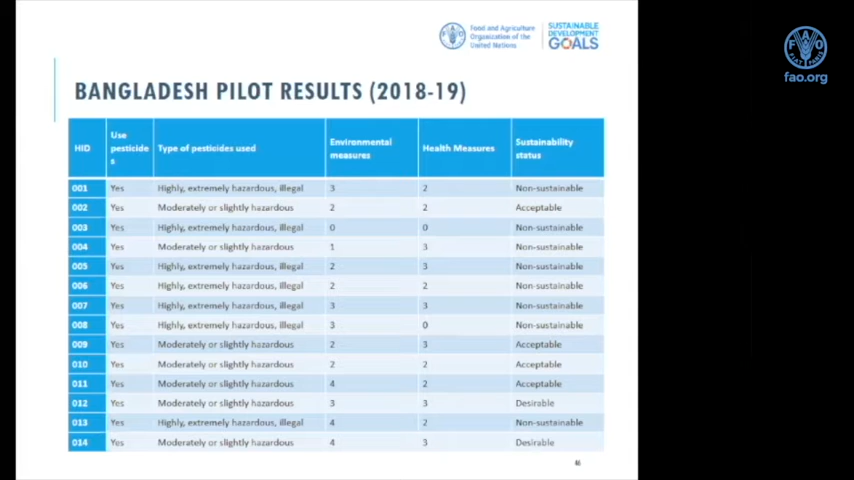 Food and Agriculture
Organization of the
United Nations
SUSTAINABLE
DEVELOPMENT
GOALS
FAO
FIAT PANIS
fao.org
BANGLADESH PILOT RESULTS (2018-19)
HID Use pesticides Type of pesticides used Environmental measures Health Measures Sustainability status
001 Yes Highly, extremely hazardous, illegal 3 2 Non-sustainable
002 Yes Moderately or slightly hazardous 2 2 Acceptable
003 Yes Highly, extremely hazardous, illegal 0 0 Non-sustainable
004 Yes Moderately or slightly hazardous 1 3 Non-sustainable
005 Yes Highly, extremely hazardous, illegal 2 3 Non-sustainable
006 Yes Highly, extremely hazardous, illegal 2 2 Non-sustainable
007 Yes Highly, extremely hazardous, illegal 3 3 Non-sustainable
008 Yes Highly, extremely hazardous, illegal 3 0 Non-sustainable
009 Yes Moderately or slightly hazardous 2 3 Acceptable
010 Yes Moderately or slightly hazardous 2 2 Acceptable
011 Yes Moderately or slightly hazardous 4 2 Acceptable
012 Yes Moderately or slightly hazardous 3 3 Desirable
013 Yes Highly, extremely hazardous, illegal 4 2 Non-sustainable
014 Yes Moderately or slightly hazardous 4 3 Desirable